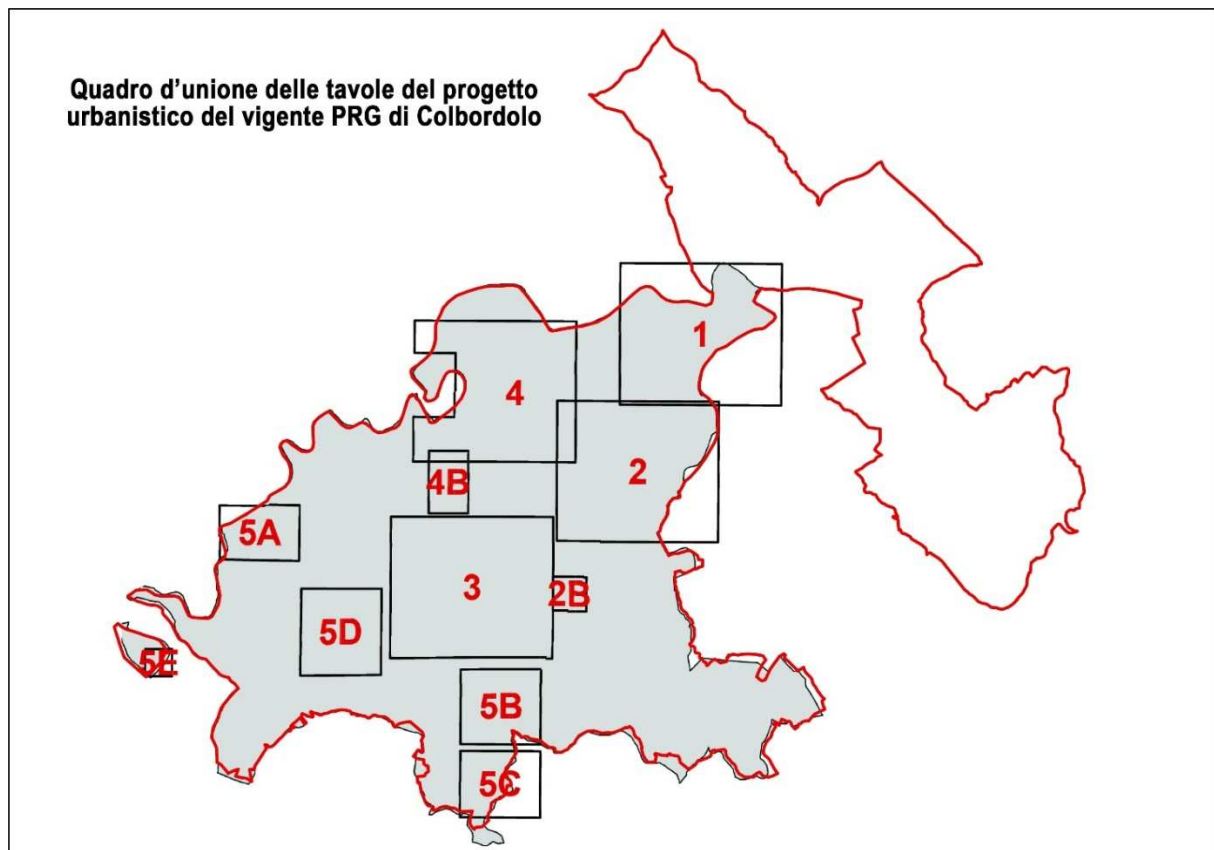 Quadro d'unione delle tavole del progetto
urbanistico del vigente PRG di Colbordolo
1
4
2
4B
5A
3
2B
5D
5E
5B
5C